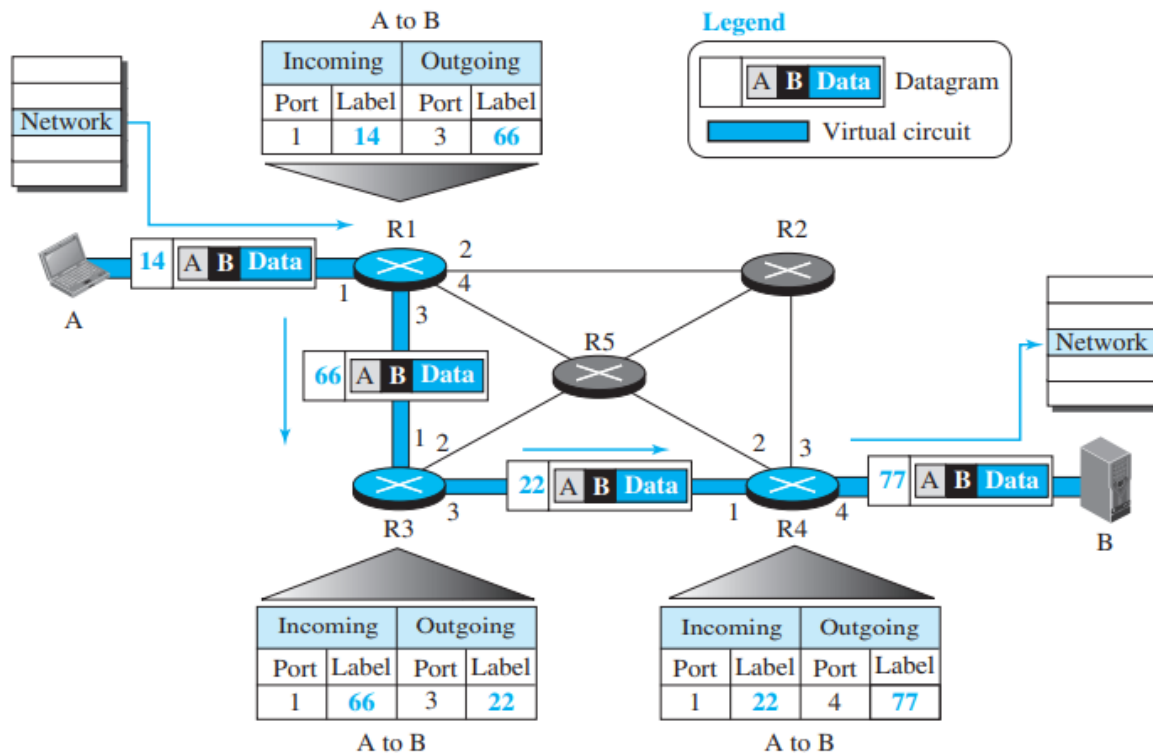 A to B
Incoming Outgoing
Port Label Port Label
1 14 3 66
Legend
A B Data Datagram
Virtual circuit
Network
R1
R2
14 A B Data
1
2
4
3
A
R5
66 A B Data
Network
1 2
2 3
22 A B Data
77 A B Data
R3
3
1
R4
4
B
Incoming Outgoing
Port Label Port Label
1 66 3 22
A to B
Incoming Outgoing
Port Label Port Label
1 22 4 77
A to B